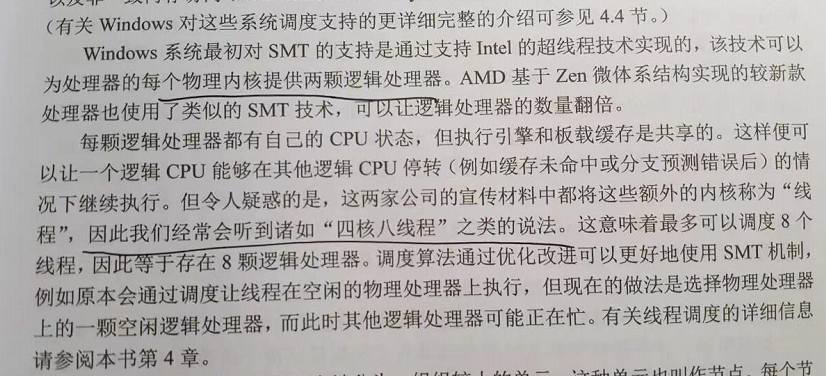 （有关 Windows 对这些系统调度支持的更详细完整的介绍可参见 4.4 节。）
Windows 系统最初对 SMT 的支持是通过支持 Intel 的超线程技术实现的，该技术可以
为处理器的每个物理内核提供两颗逻辑处理器。AMD 基于 Zen 微体系结构实现的较新款
处理器也使用了类似的 SMT 技术，可以让逻辑处理器的数量翻倍。
每颗逻辑处理器都有自己的 CPU 状态，但执行引擎和板载缓存是共享的。这样便可
以让一个逻辑 CPU 能够在其他逻辑 CPU 停转（例如缓存未命中或分支预测错误后）的情
况下继续执行。但令人疑惑的是，这两家公司的宣传材料中都将这些额外的内核称为“线
程”，因此我们经常会听到诸如“四核八线程”之类的说法。这意味着最多可以调度 8 个
线程，因此等于存在 8 颗逻辑处理器。调度算法通过优化改进可以更好地使用 SMT 机制，
例如原本会通过调度让线程在空闲的物理处理器上执行，但现在的做法是选择物理处理器
上的一颗空闲逻辑处理器，而此时其他逻辑处理器可能正在忙。有关线程调度的详细信息
请参阅本书第 4 章。
单元，这种单元也叫作节点。每个节